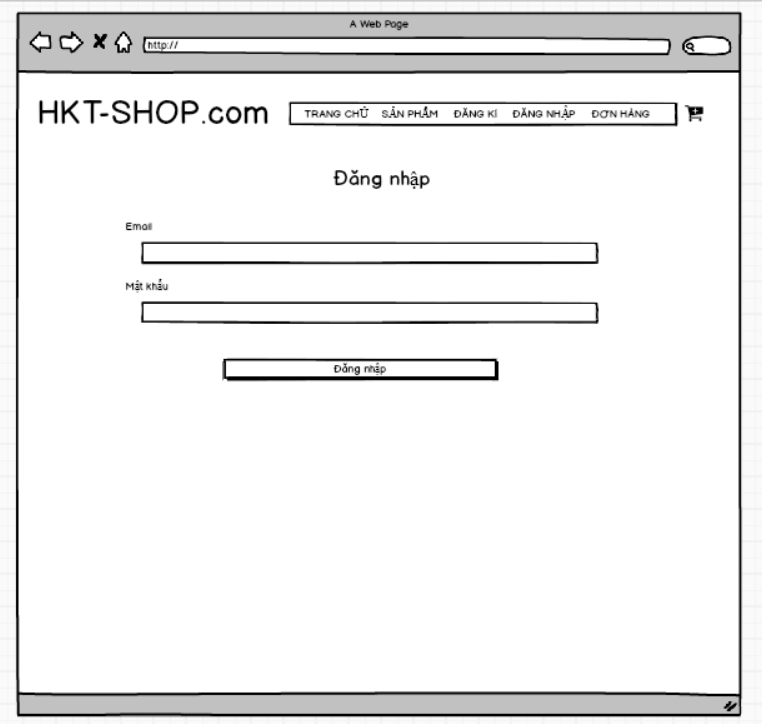 A Web Page
http://
HKT-SHOP.com
TRANG CHỦ SẢN PHẨM ĐĂNG KÍ ĐĂNG NHẬP ĐƠN HÀNG
Đăng nhập
Email
Mật khẩu
Đăng nhập